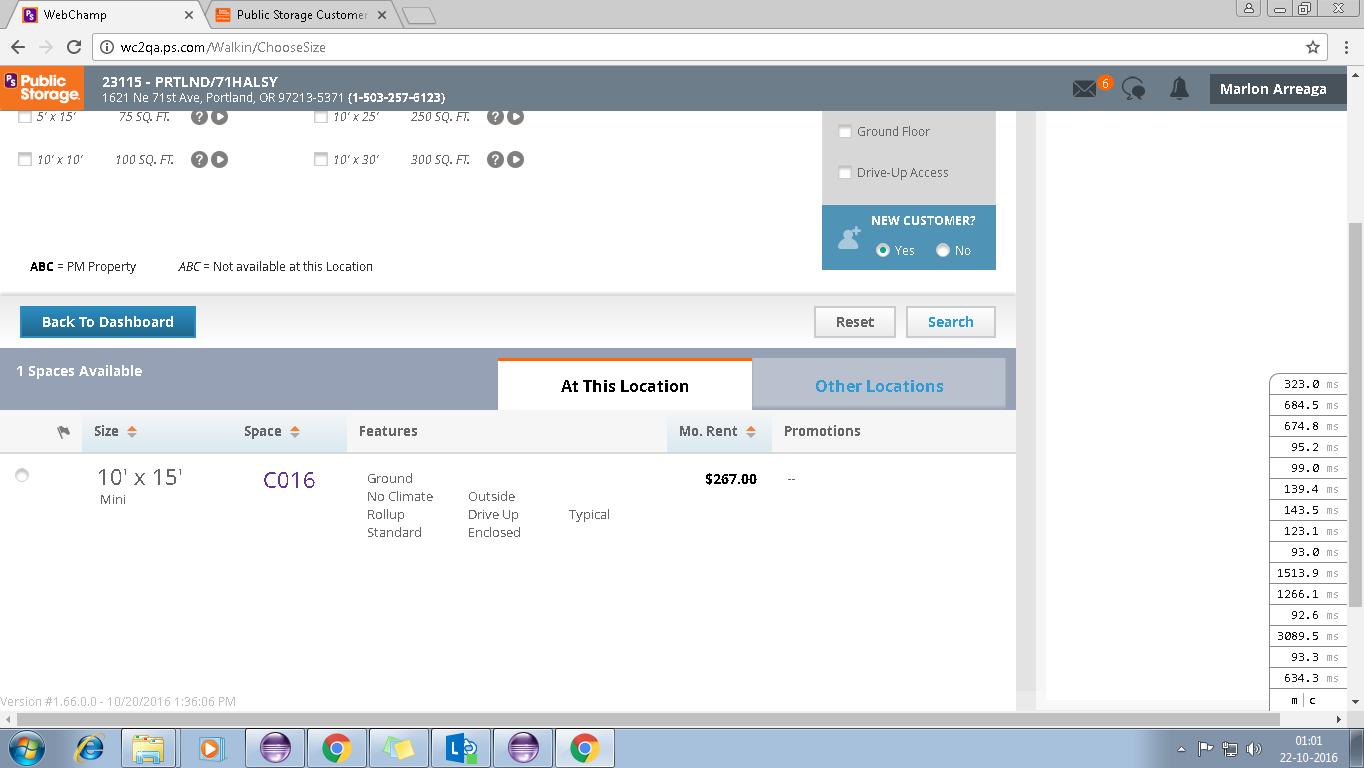 WebChamp
Public Storage Customer
wc2qa.ps.com/Walkin/ChooseSize
PS Public Storage.
23115 - PRTLND/71HALSY
1621 Ne 71st Ave, Portland, OR 97213-5371 (1-503-257-6123)
6
Marlon Arreaga
5' x 15' 75 SQ. FT. ? 10' x 25' 250 SQ. FT. ?
10' x 10' 100 SQ. FT. ? 10' x 30' 300 SQ. FT. ?
Ground Floor
Drive-Up Access
NEW CUSTOMER?
Yes No
ABC = PM Property ABC = Not available at this Location
Back To Dashboard Reset Search
1 Spaces Available At This Location Other Locations
Size Space Features Mo. Rent Promotions
10' x 15' C016 Ground $267.00 --
Mini No Climate Outside
Rollup Drive Up Typical
Standard Enclosed
323.0 ms
684.5 ms
674.8 ms
95.2 ms
99.0 ms
139.4 ms
143.5 ms
123.1 ms
93.0 ms
1513.9 ms
1266.1 ms
92.6 ms
3089.5 ms
93.3 ms
634.3 ms
m | c
Version #1.66.0.0 - 10/20/2016 1:36:06 PM
01:01
22-10-2016